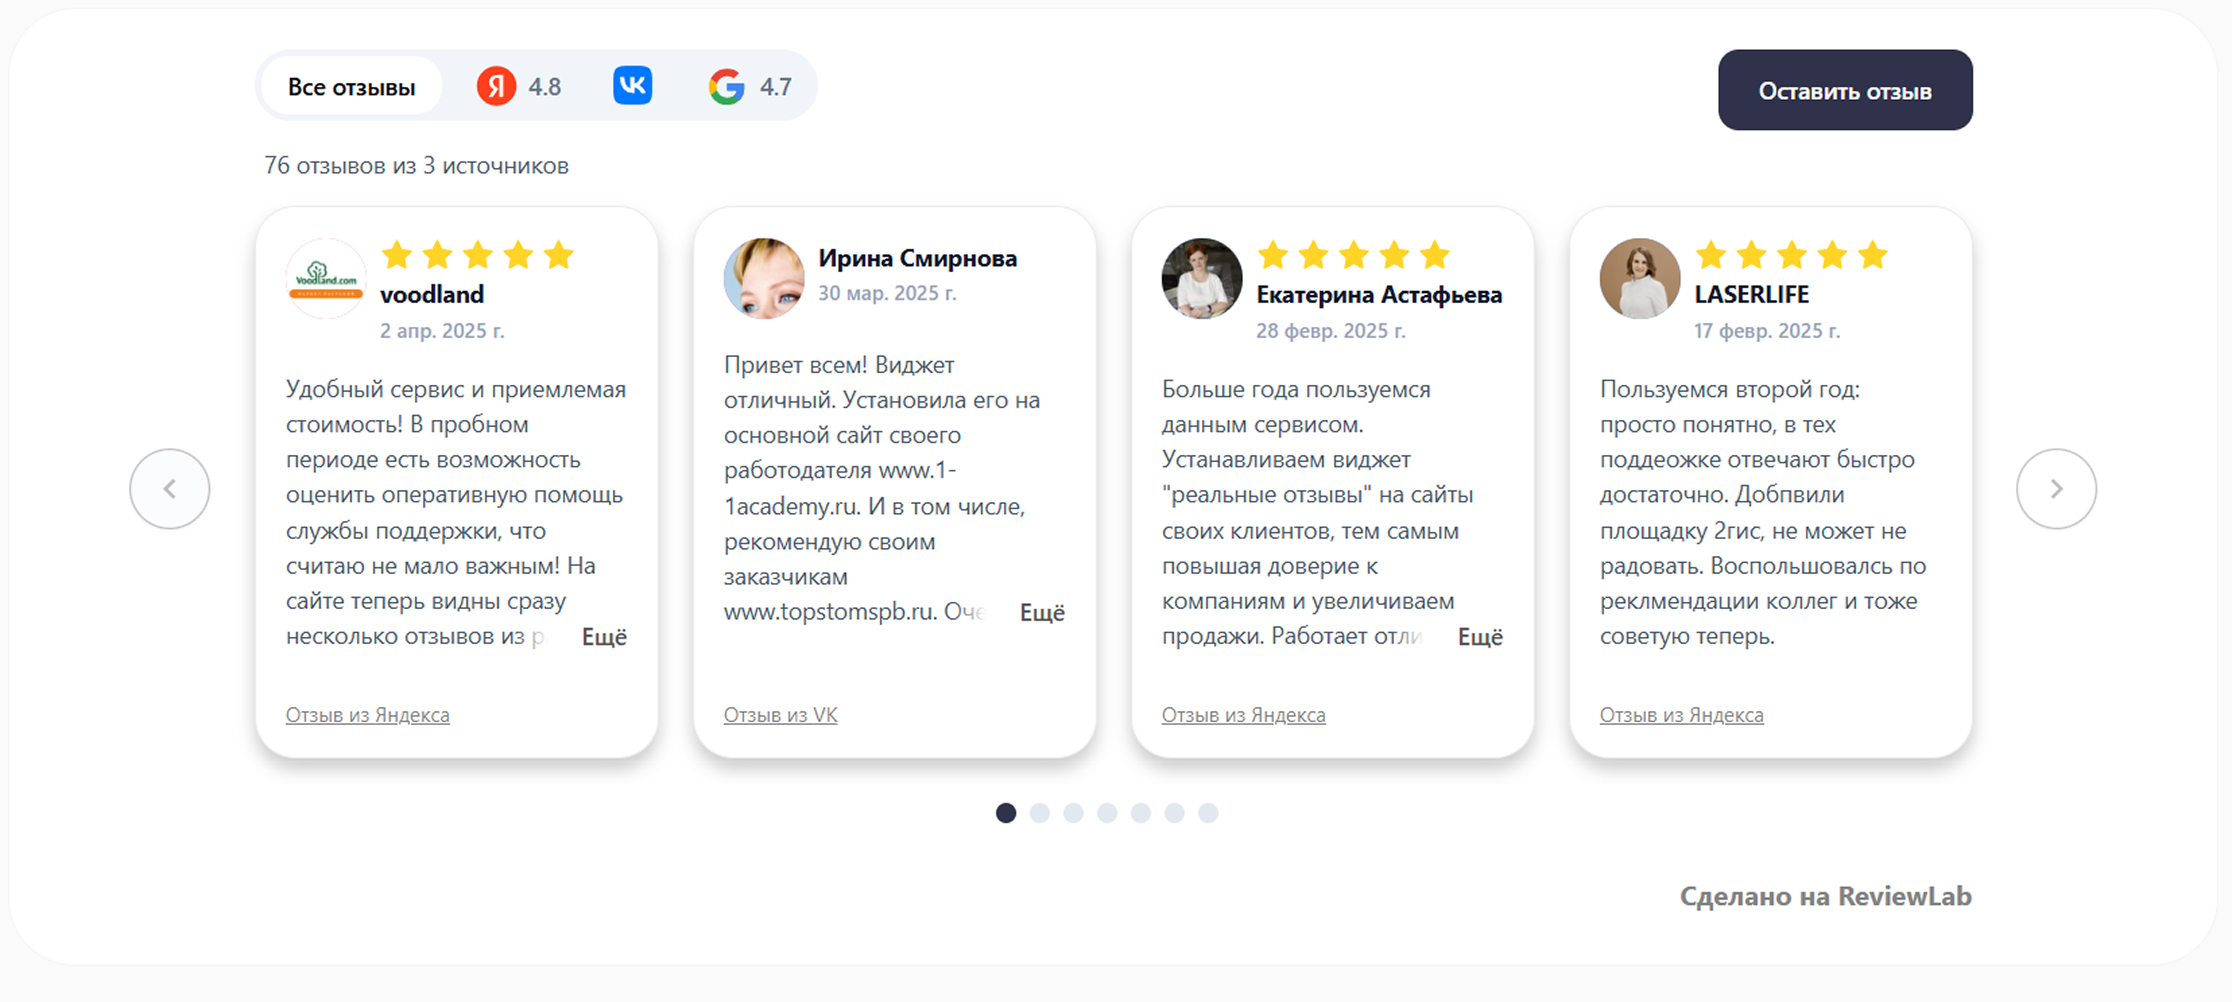 Все отзывы
Я 4.8
VK
G 4.7
Оставить отзыв
76 отзывов из 3 источников
Voodland.com
voodland
2 апр. 2025 г.
Удобный сервис и приемлемая
стоимость! В пробном
периоде есть возможность
оценить оперативную помощь
службы поддержки, что
считаю не мало важным! На
сайте теперь видны сразу
несколько отзывов из р
Ещё
Отзыв из Яндекса
Ирина Смирнова
30 мар. 2025 г.
Привет всем! Виджет
отличный. Установила его на
основной сайт своего
работодателя www.1-
1academy.ru. И в том числе,
рекомендую своим
заказчикам
www.topstomspb.ru. Оче
Ещё
Отзыв из VK
Екатерина Астафьева
28 февр. 2025 г.
Больше года пользуемся
данным сервисом.
Устанавливаем виджет
"реальные отзывы" на сайты
своих клиентов, тем самым
повышая доверие к
компаниям и увеличиваем
продажи. Работает отли
Ещё
Отзыв из Яндекса
LASERLIFE
17 февр. 2025 г.
Пользуемся второй год:
просто понятно, в тех
поддеожке отвечают быстро
достаточно. Добпвили
площадку 2гис, не может не
радовать. Воспольшовалсь по
реклмендации коллег и тоже
советую теперь.
Отзыв из Яндекса
Сделано на ReviewLab